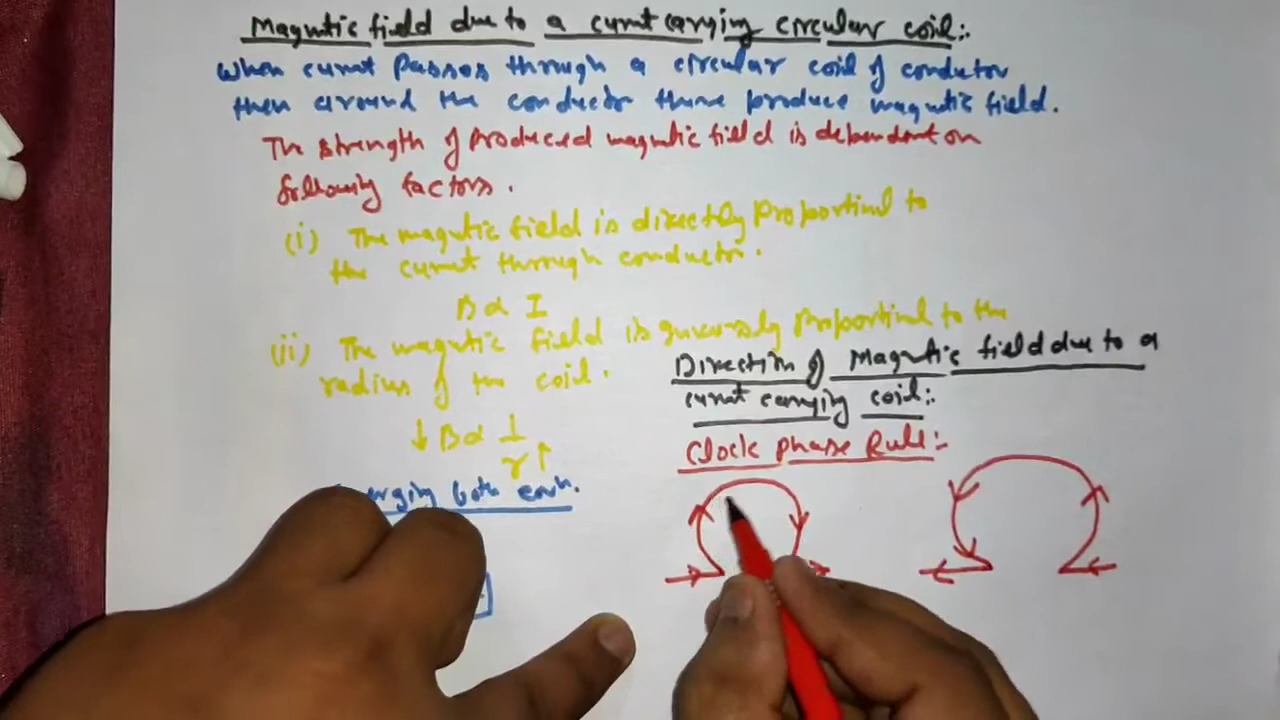 Magnetic field due to a current carrying circular coil:.
When current passes through a circular coil of conductor
then around the conductor there produce magnetic field.
The strength of produced magnetic field is dependent on
following factors.
(i) The magnetic field is directly proportional to
the current through conductor.
B α I
(ii) The magnetic field is inversely proportional to the
radius of the coil.
↓ B α 1/r ↑
both eqn.
Direction of Magnetic field due to a
current carrying coil:.
Clock phase Rule:-